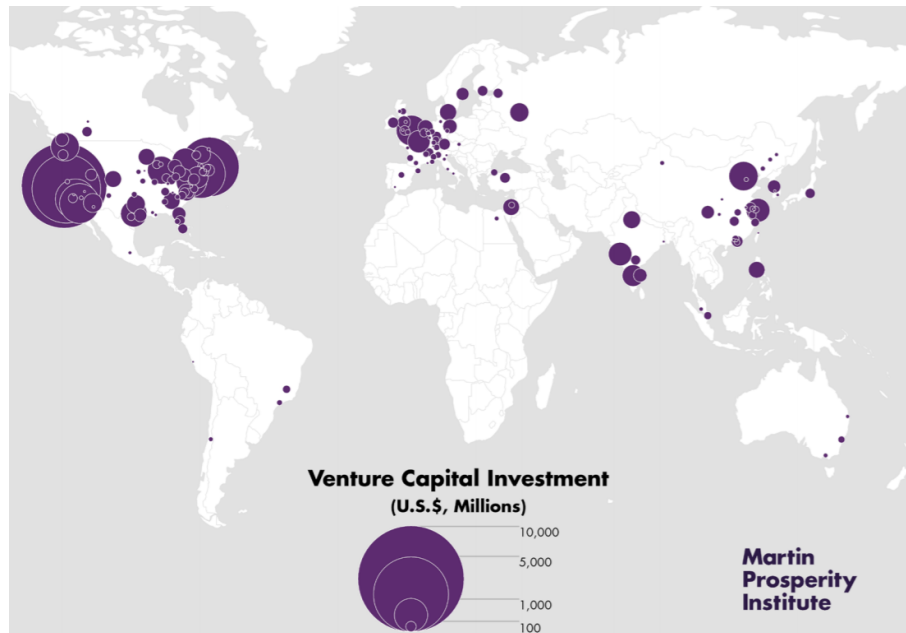 Venture Capital Investment
(U.S.$, Millions)
10,000
5,000
1,000
100
Martin
Prosperity
Institute